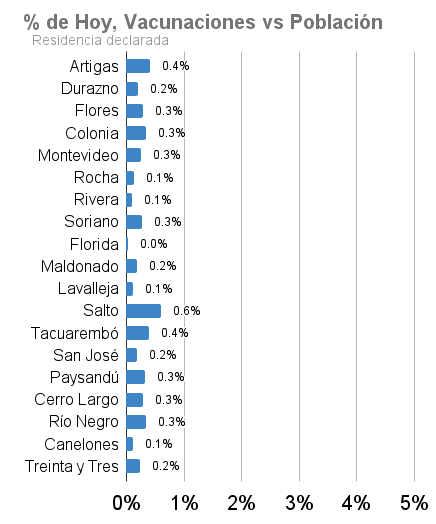 % de Hoy, Vacunaciones vs Población
Residencia declarada
Artigas 0.4%
Durazno 0.2%
Flores 0.3%
Colonia 0.3%
Montevideo 0.3%
Rocha 0.1%
Rivera 0.1%
Soriano 0.3%
Florida 0.0%
Maldonado 0.2%
Lavalleja 0.1%
Salto 0.6%
Tacuarembó 0.4%
San José 0.2%
Paysandú 0.3%
Cerro Largo 0.3%
Río Negro 0.3%
Canelones 0.1%
Treinta y Tres 0.2%
0% 1% 2% 3% 4% 5%